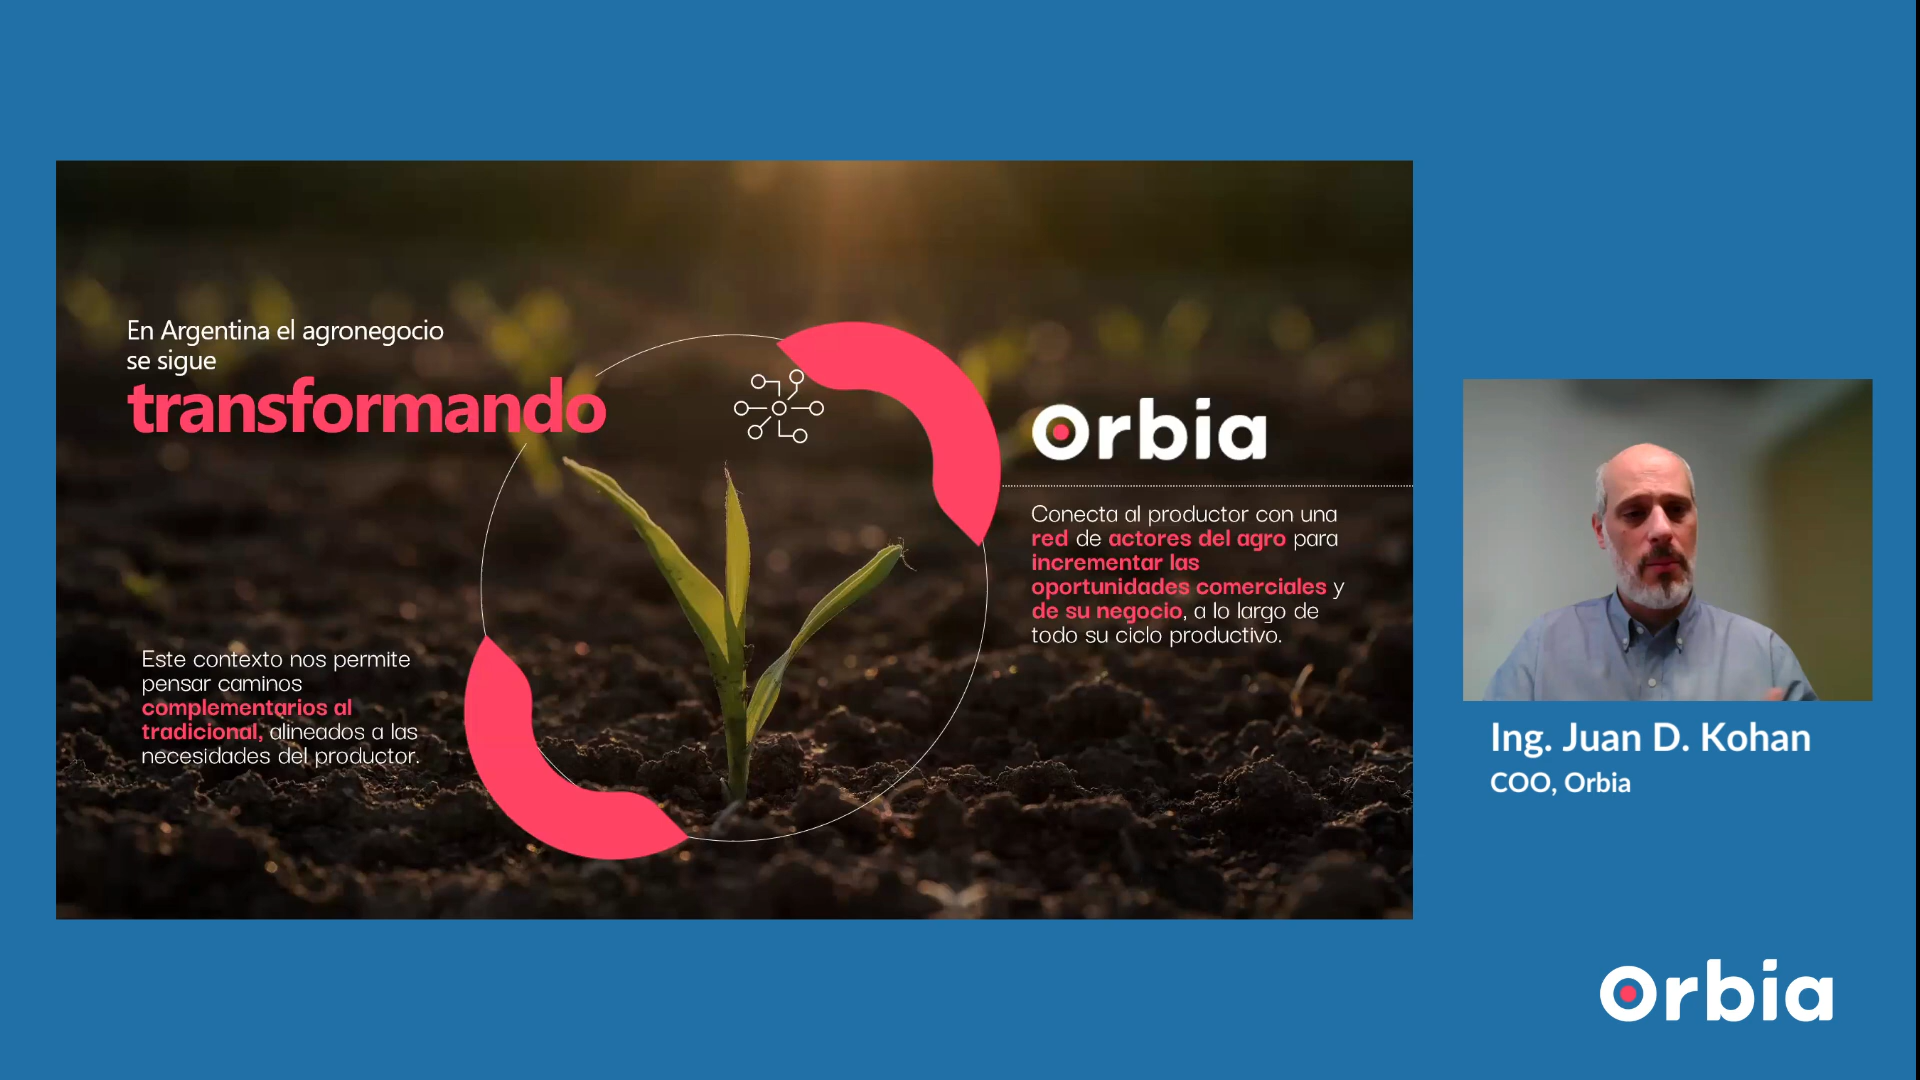 En Argentina el agronegocio
se sigue
transformando
Este contexto nos permite
pensar caminos
complementarios al
tradicional, alineados a las
necesidades del productor.
Orbia
Conecta al productor con una
red de actores del agro para
incrementar las
oportunidades comerciales y
de su negocio, a lo largo de
todo su ciclo productivo.
Ing. Juan D. Kohan
COO, Orbia
Orbia